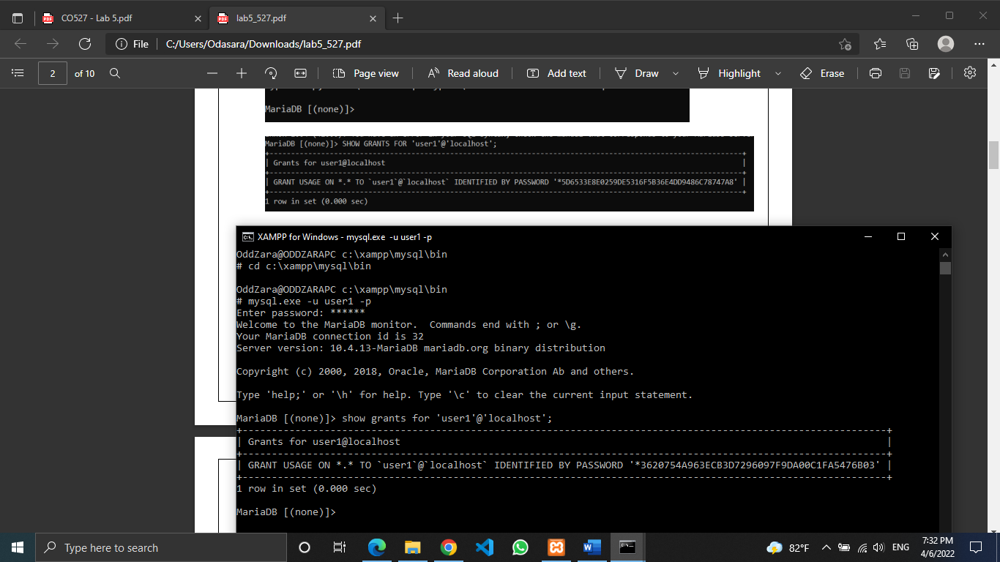 CO527 - Lab 5.pdf
lab5_527.pdf
File
C:/Users/Odasara/Downloads/lab5_527.pdf
2
of 10
Page view
Read aloud
Add text
Draw
Highlight
Erase
MariaDB [(none)]>
MariaDB [(none)]> SHOW GRANTS FOR 'user1'@'localhost';
| Grants for user1@localhost |
| GRANT USAGE ON *.* TO `user1`@`localhost` IDENTIFIED BY PASSWORD '*5D6533E8E0259DE5316F5B36E4DD9486C78747A8' |
1 row in set (0.000 sec)
XAMPP for Windows - mysql.exe -u user1 -p
OddZara@ODDZARAPC c:\xampp\mysql\bin
# cd c:\xampp\mysql\bin
OddZara@ODDZARAPC c:\xampp\mysql\bin
# mysql.exe -u user1 -p
Enter password: ******
Welcome to the MariaDB monitor.  Commands end with ; or \g.
Your MariaDB connection id is 32
Server version: 10.4.13-MariaDB mariadb.org binary distribution
Copyright (c) 2000, 2018, Oracle, MariaDB Corporation Ab and others.
Type 'help;' or '\h' for help. Type '\c' to clear the current input statement.
MariaDB [(none)]> show grants for 'user1'@'localhost';
| Grants for user1@localhost |
| GRANT USAGE ON *.* TO `user1`@`localhost` IDENTIFIED BY PASSWORD '*3620754A963ECB3D7296097F9DA00C1FA5476B03' |
1 row in set (0.000 sec)
MariaDB [(none)]>
Type here to search
82°F
ENG
7:32 PM
4/6/2022